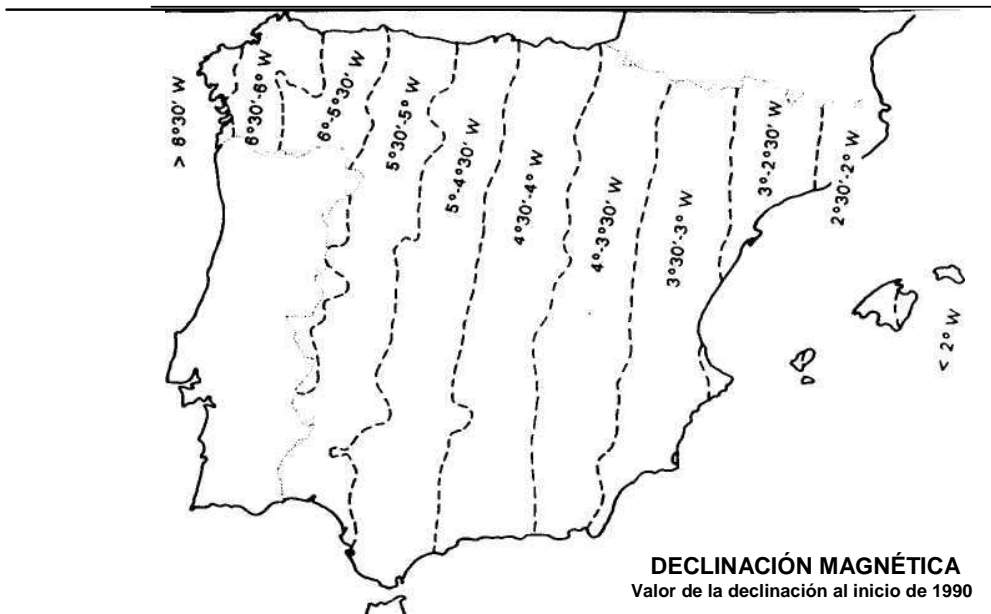 > 6°30' W
6°30'-6° W
6°-5°30' W
5°30'-5° W
5°-4°30' W
4°30'-4° W
4°-3°30' W
3°30'-3° W
3°-2°30' W
2°30'-2° W
< 2° W
DECLINACIÓN MAGNÉTICA
Valor de la declinación al inicio de 1990